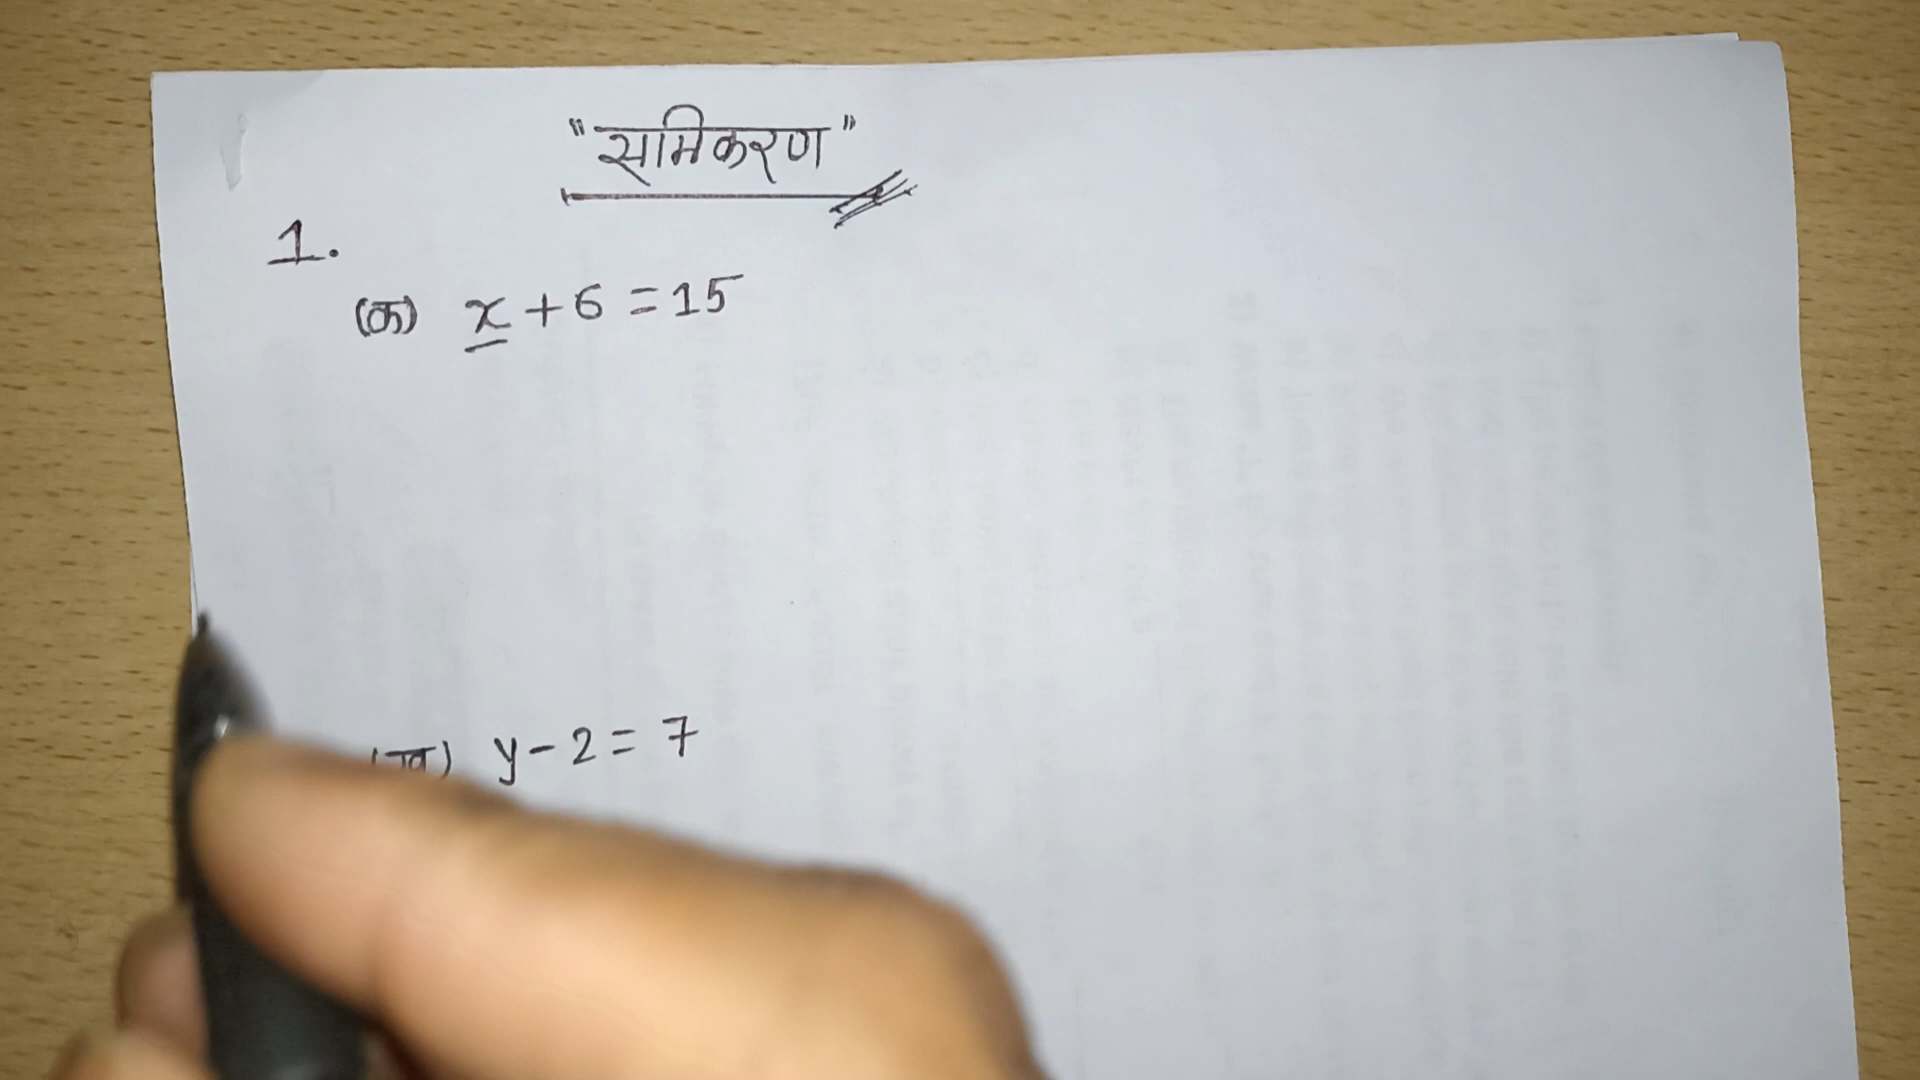 "समिकरण"
1.
(क) x + 6 = 15
(ख) y - 2 = 7